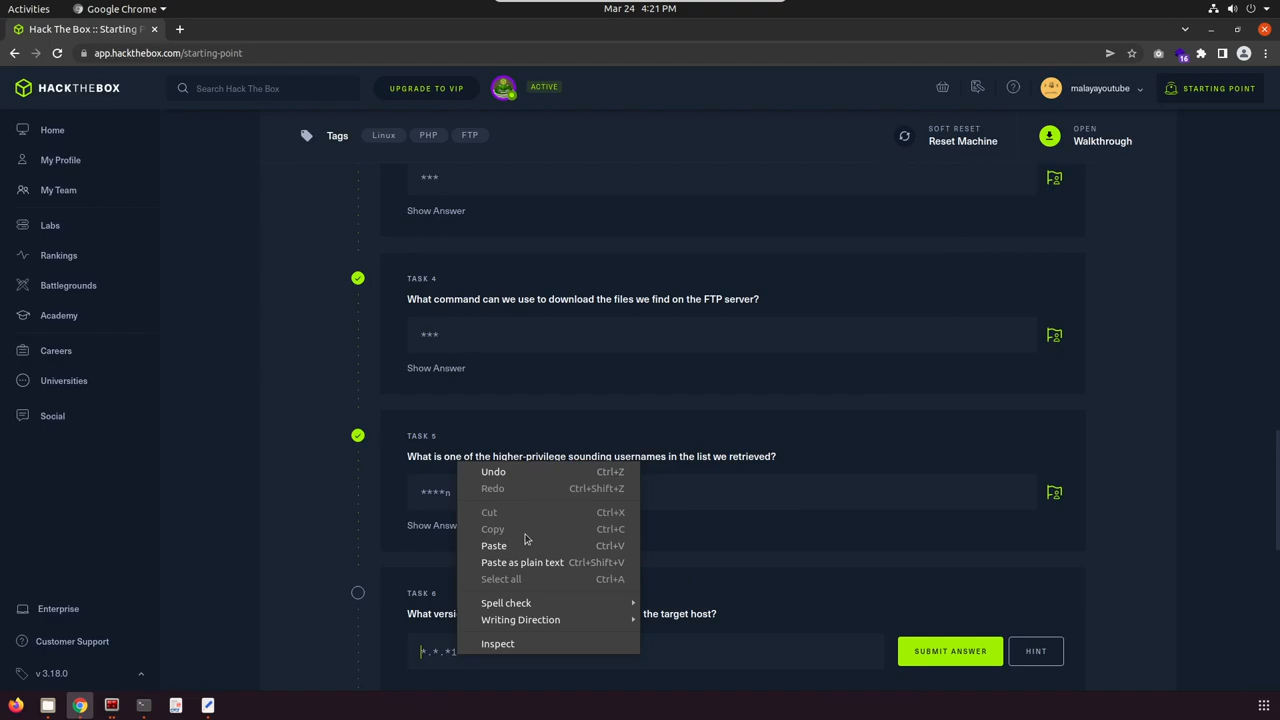 Activities
Google Chrome
Mar 24 4:21 PM
Hack The Box :: Starting P
app.hackthebox.com/starting-point
16
HACKTHEBOX
Search Hack The Box
UPGRADE TO VIP
ACTIVE
malayayoutube
STARTING POINT
Home
My Profile
My Team
Labs
Rankings
Battlegrounds
Academy
Careers
Universities
Social
Enterprise
Customer Support
v 3.18.0
Tags
Linux
PHP
FTP
SOFT RESET
Reset Machine
OPEN
Walkthrough
***
Show Answer
TASK 4
What command can we use to download the files we find on the FTP server?
***
Show Answer
TASK 5
What is one of the higher-privilege sounding usernames in the list we retrieved?
****n
Show Answ
Undo Ctrl+Z
Redo Ctrl+Shift+Z
Cut Ctrl+X
Copy Ctrl+C
Paste Ctrl+V
Paste as plain text Ctrl+Shift+V
Select all Ctrl+A
Spell check
Writing Direction
Inspect
TASK 6
What versi
the target host?
*.*.*1
SUBMIT ANSWER
HINT